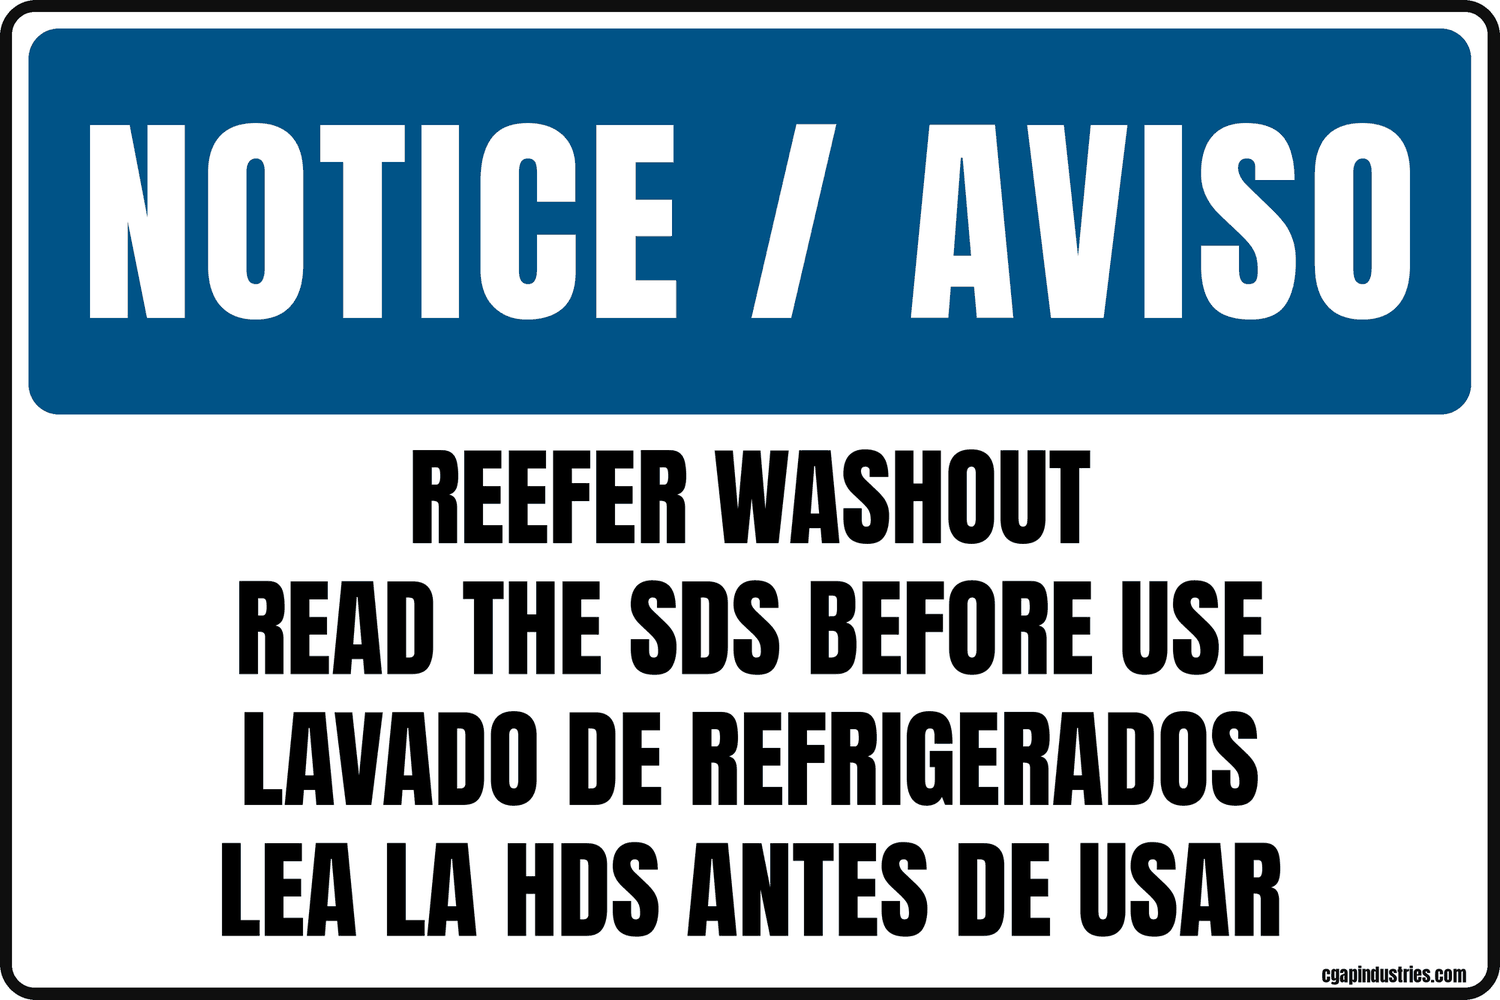 NOTICE / AVISO
REEFER WASHOUT
READ THE SDS BEFORE USE
LAVADO DE REFRIGERADOS
LEA LA HDS ANTES DE USAR
cgapindustries.com